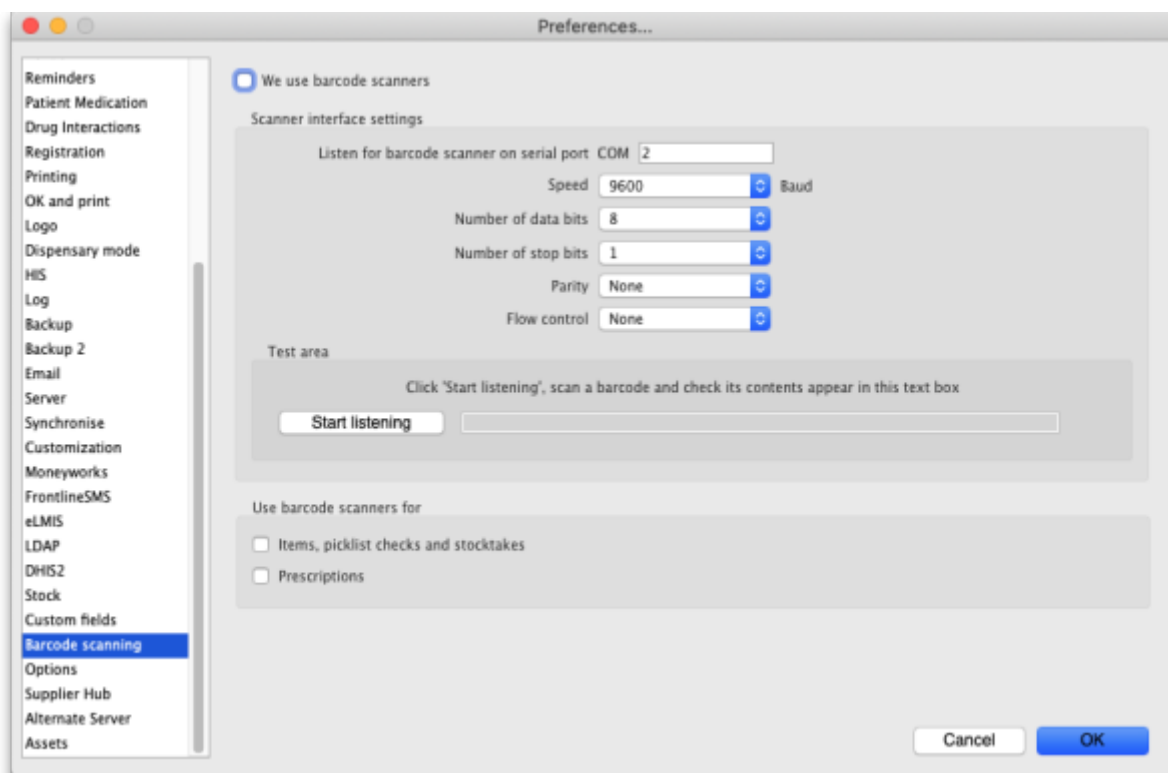 Preferences...
Reminders
Patient Medication
Drug Interactions
Registration
Printing
OK and print
Logo
Dispensary mode
HIS
Log
Backup
Backup 2
Email
Server
Synchronise
Customization
Moneyworks
FrontlineSMS
eLMIS
LDAP
DHIS2
Stock
Custom fields
Barcode scanning
Options
Supplier Hub
Alternate Server
Assets
We use barcode scanners
Scanner interface settings
Listen for barcode scanner on serial port COM 2
Speed 9600 Baud
Number of data bits 8
Number of stop bits 1
Parity None
Flow control None
Test area
Click 'Start listening', scan a barcode and check its contents appear in this text box
Start listening
Use barcode scanners for
Items, picklist checks and stocktakes
Prescriptions
Cancel OK